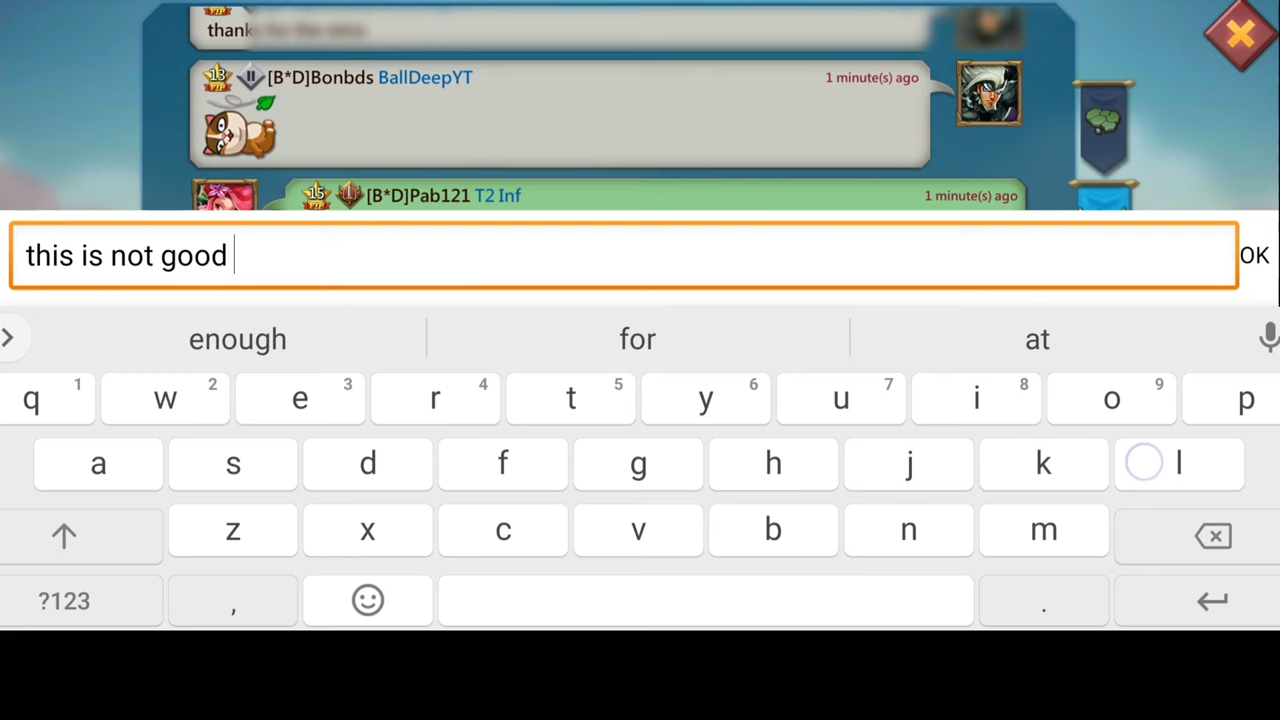 VIP
thank
13 VIP [B*D]Bonbds BallDeepYT 1 minute(s) ago
15 VIP 1 [B*D]Pab121 T2 Inf 1 minute(s) ago
this is not good OK
enough for at
q 1 w 2 e 3 r 4 t 5 y 6 u 7 i 8 o 9 p
a s d f g h j k l
z x c v b n m
?123 , .